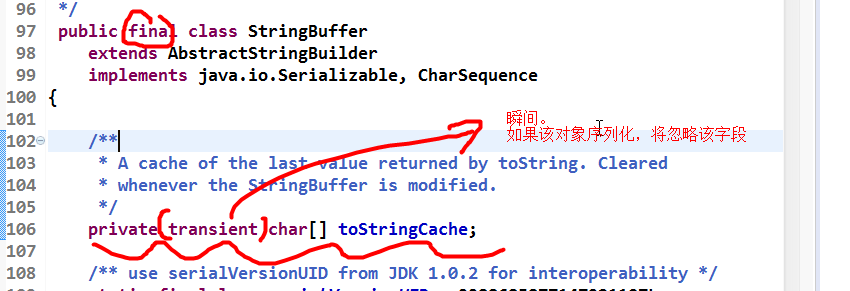 96 */
97 public final class StringBuffer
98 extends AbstractStringBuilder
99 implements java.io.Serializable, CharSequence
100 {
101
瞬间。
如果该对象序列化，将忽略该字段
102 /**
103 * A cache of the last value returned by toString. Cleared
104 * whenever the StringBuffer is modified.
105 */
106 private transient char[] toStringCache;
107
108 /** use serialVersionUID from JDK 1.0.2 for interoperability */